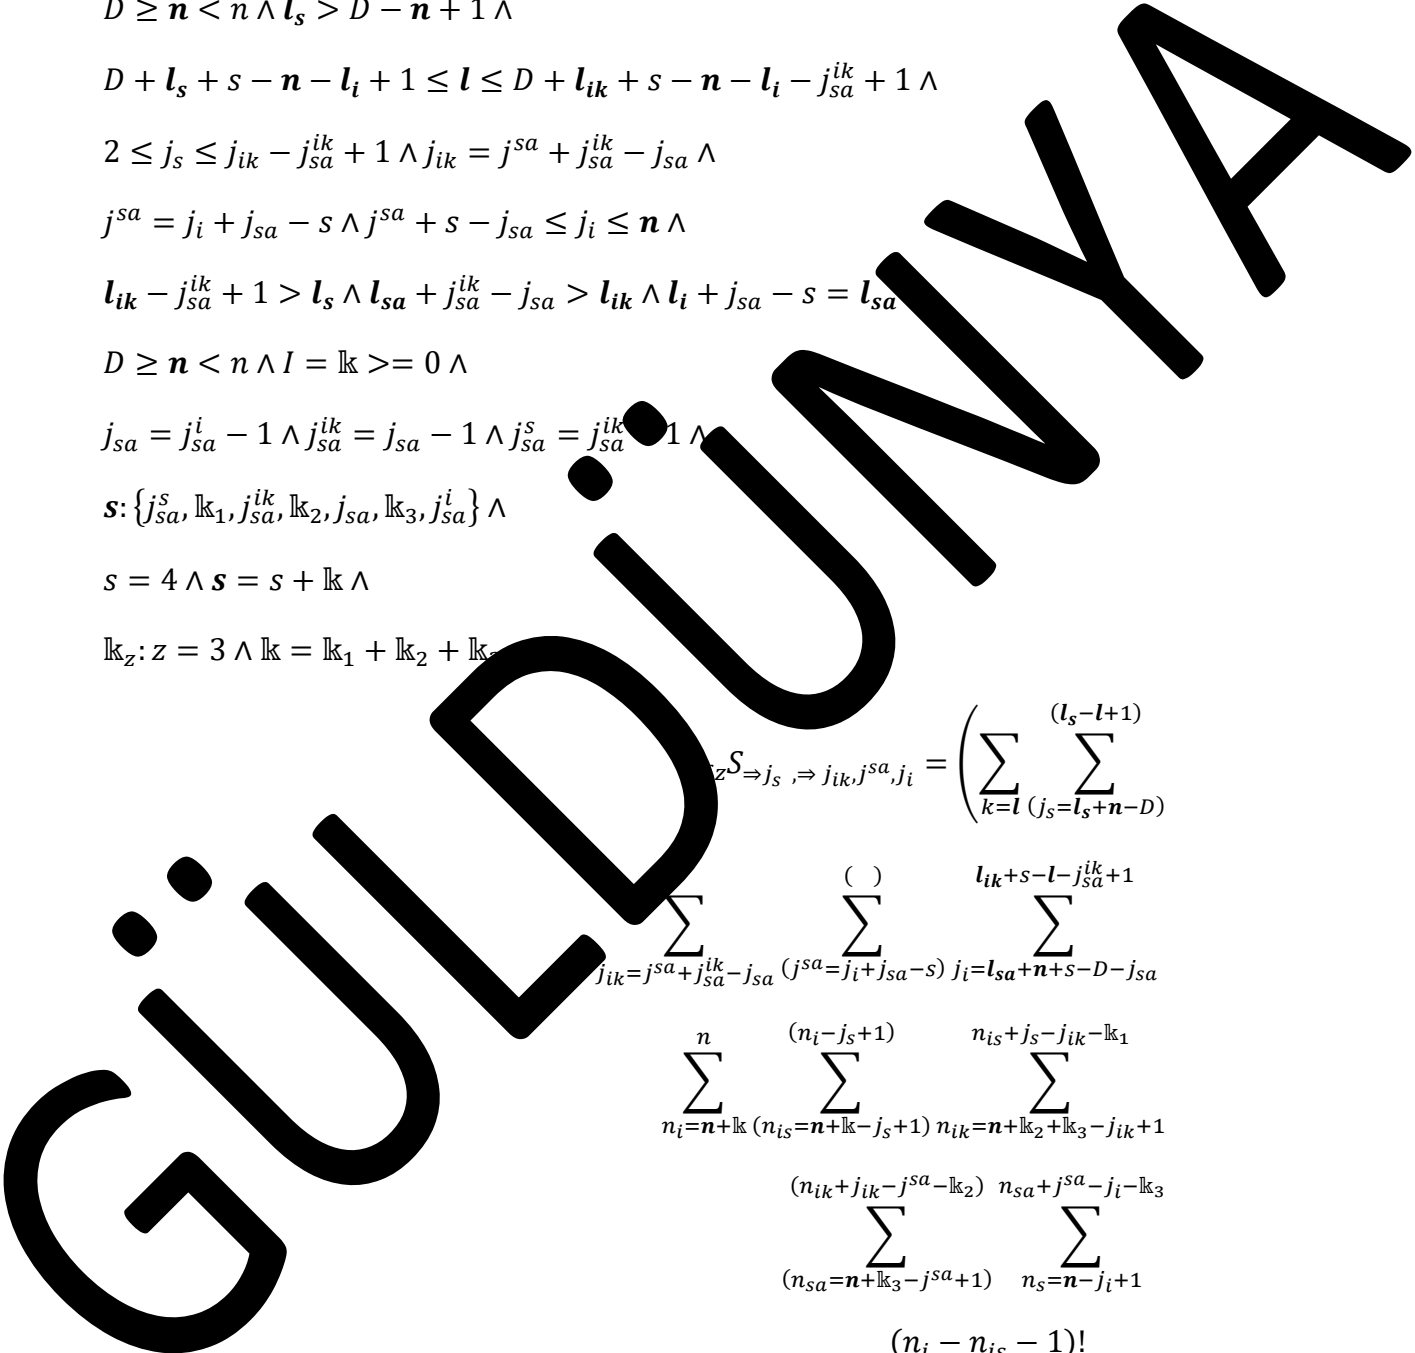 D ≥ 𝒏 < n ∧ 𝒍_𝒔 > D − 𝒏 + 1 ∧
D + 𝒍_𝒔 + s − 𝒏 − 𝒍_𝒊 + 1 ≤ 𝒍 ≤ D + 𝒍_𝒊𝒌 + s − 𝒏 − 𝒍_𝒊 − j_sa^ik + 1 ∧
2 ≤ j_s ≤ j_ik − j_sa^ik + 1 ∧ j_ik = j^sa + j_sa^ik − j_sa ∧
j^sa = j_i + j_sa − s ∧ j^sa + s − j_sa ≤ j_i ≤ 𝒏 ∧
𝒍_𝒊𝒌 − j_sa^ik + 1 > 𝒍_𝒔 ∧ 𝒍_𝒔𝒂 + j_sa^ik − j_sa > 𝒍_𝒊𝒌 ∧ 𝒍_𝒊 + j_sa − s = 𝒍_𝒔𝒂
D ≥ 𝒏 < n ∧ I = 𝕜 >= 0 ∧
j_sa = j_sa^i − 1 ∧ j_sa^ik = j_sa − 1 ∧ j_sa^s = j_sa^ik 1 ∧
𝒔: {j_sa^s, 𝕜_1, j_sa^ik, 𝕜_2, j_sa, 𝕜_3, j_sa^i} ∧
s = 4 ∧ 𝒔 = s + 𝕜 ∧
𝕜_z: z = 3 ∧ 𝕜 = 𝕜_1 + 𝕜_2 + 𝕜
_z S_{⇒j_s ,⇒ j_ik, j^sa, j_i} = ( ∑_{k=𝒍} ∑_{(j_s=𝒍_𝒔+𝒏−D)}^{(𝒍_𝒔−𝒍+1)}
∑_{j_ik=j^sa+j_sa^ik−j_sa} ∑_{(j^sa=j_i+j_sa−s)}^{( )} ∑_{j_i=𝒍_𝒔𝒂+𝒏+s−D−j_sa}^{𝒍_𝒊𝒌+s−𝒍−j_sa^ik+1}
∑_{n_i=𝒏+𝕜}^{n} ∑_{(n_is=𝒏+𝕜−j_s+1)}^{(n_i−j_s+1)} ∑_{n_ik=𝒏+𝕜_2+𝕜_3−j_ik+1}^{n_is+j_s−j_ik−𝕜_1}
∑_{(n_sa=𝒏+𝕜_3−j^sa+1)}^{(n_ik+j_ik−j^sa−𝕜_2)} ∑_{n_s=𝒏−j_i+1}^{n_sa+j^sa−j_i−𝕜_3}
(n_i − n_is − 1)!
GÜLDÜNYA